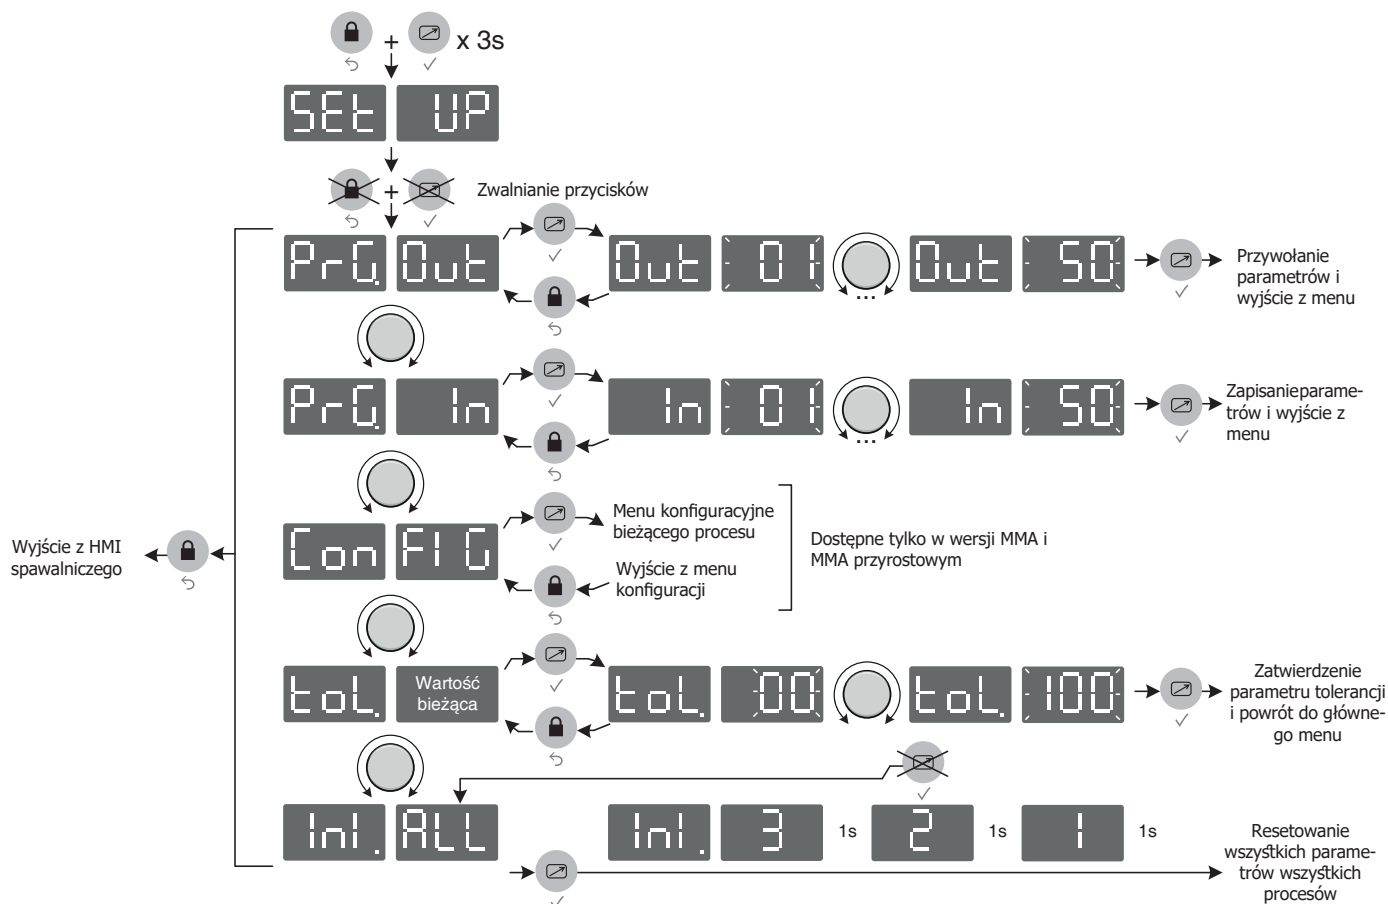 + x 3s
SEt UP
+ Zwalnianie przycisków
PrG. Out
Out 01
...
Out 50
Przywołanie
parametrów i
wyjście z menu
PrG. In
In 01
...
In 50
Zapisanieparame-
trów i wyjście z
menu
Wyjście z HMI
spawalniczego
Con FIG
Menu konfiguracyjne
bieżącego procesu
Wyjście z menu
konfiguracji
Dostępne tylko w wersji MMA i
MMA przyrostowym
toL.
Wartość
bieżąca
toL. 00
toL. 100
Zatwierdzenie
parametru tolerancji
i powrót do główne-
go menu
InI. ALL
InI. 3 1s 2 1s 1 1s
Resetowanie
wszystkich parame-
trów wszystkich
procesów